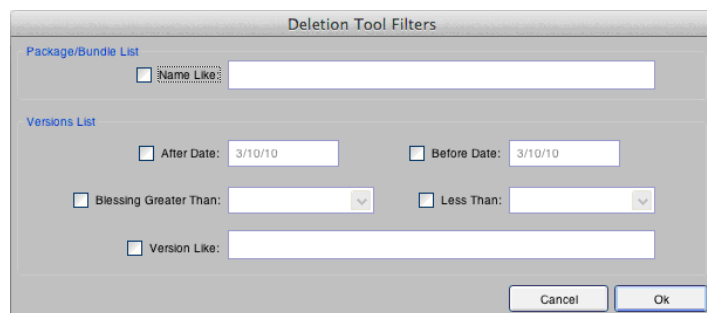 Deletion Tool Filters
Package/Bundle List
Name Like:
Versions List
After Date: 3/10/10 Before Date: 3/10/10
Blessing Greater Than: Less Than:
Version Like:
Cancel Ok